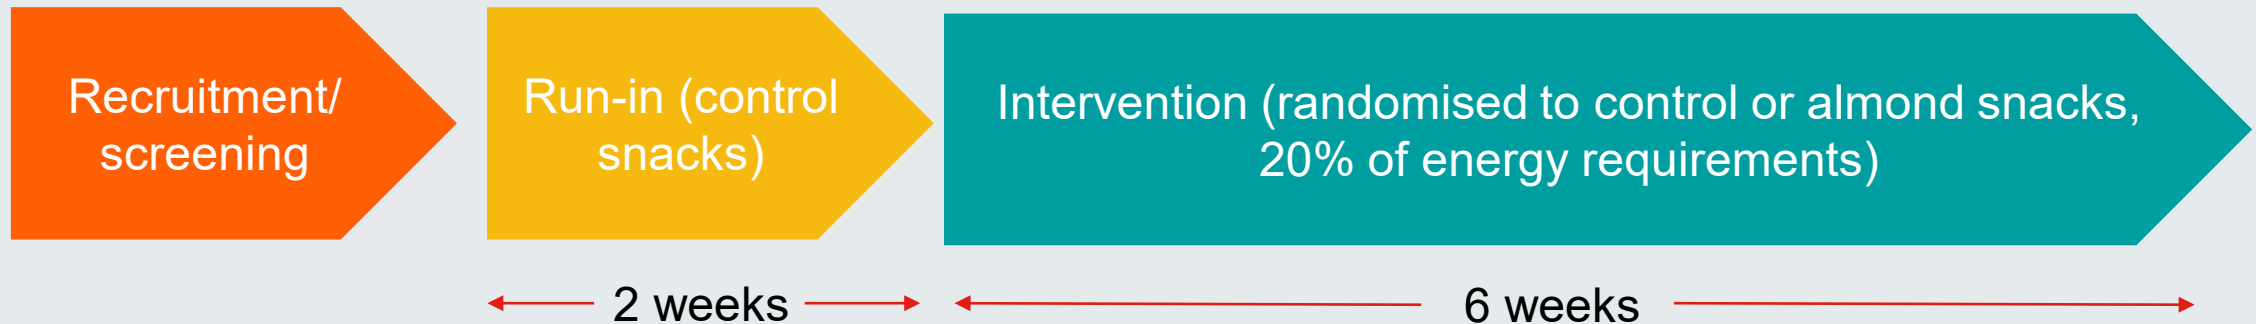 Recruitment/
screening
Run-in (control
snacks)
Intervention (randomised to control or almond snacks,
20% of energy requirements)
2 weeks
6 weeks